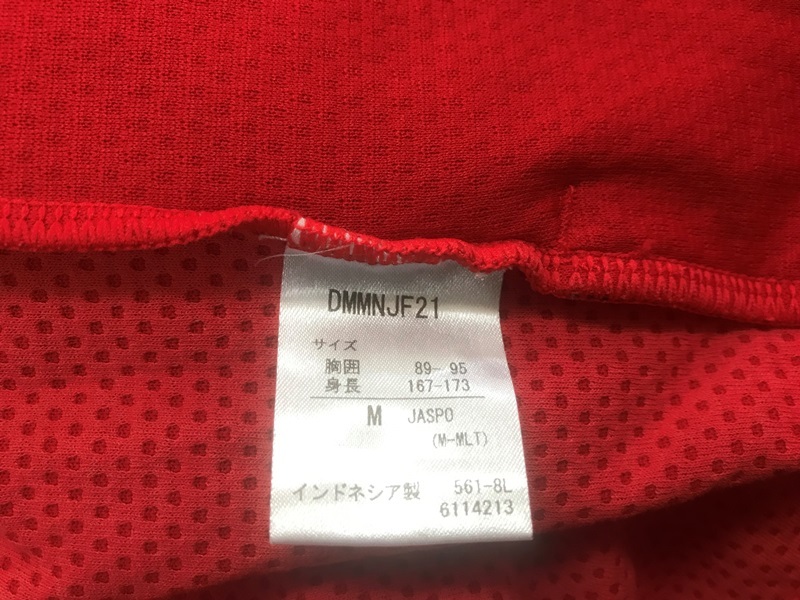 DMMNJF21
サイズ
胸囲 89-95
身長 167-173
M JASPO
(M-MLT)
インドネシア製 561-8L
6114213